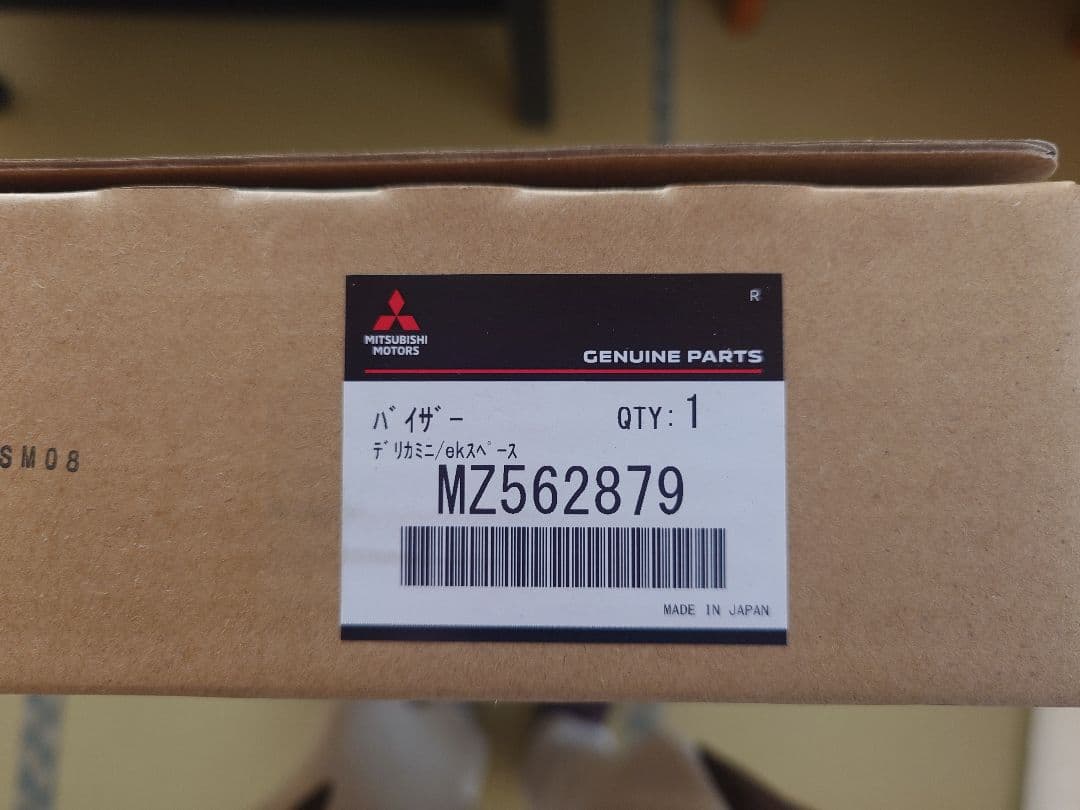 R
MITSUBISHI
MOTORS
GENUINE PARTS
ﾊﾞｲｻﾞｰ QTY: 1
ﾃﾞﾘｶﾐﾆ/ekｽﾍﾟｰｽ
MZ562879
MADE IN JAPAN
SM08